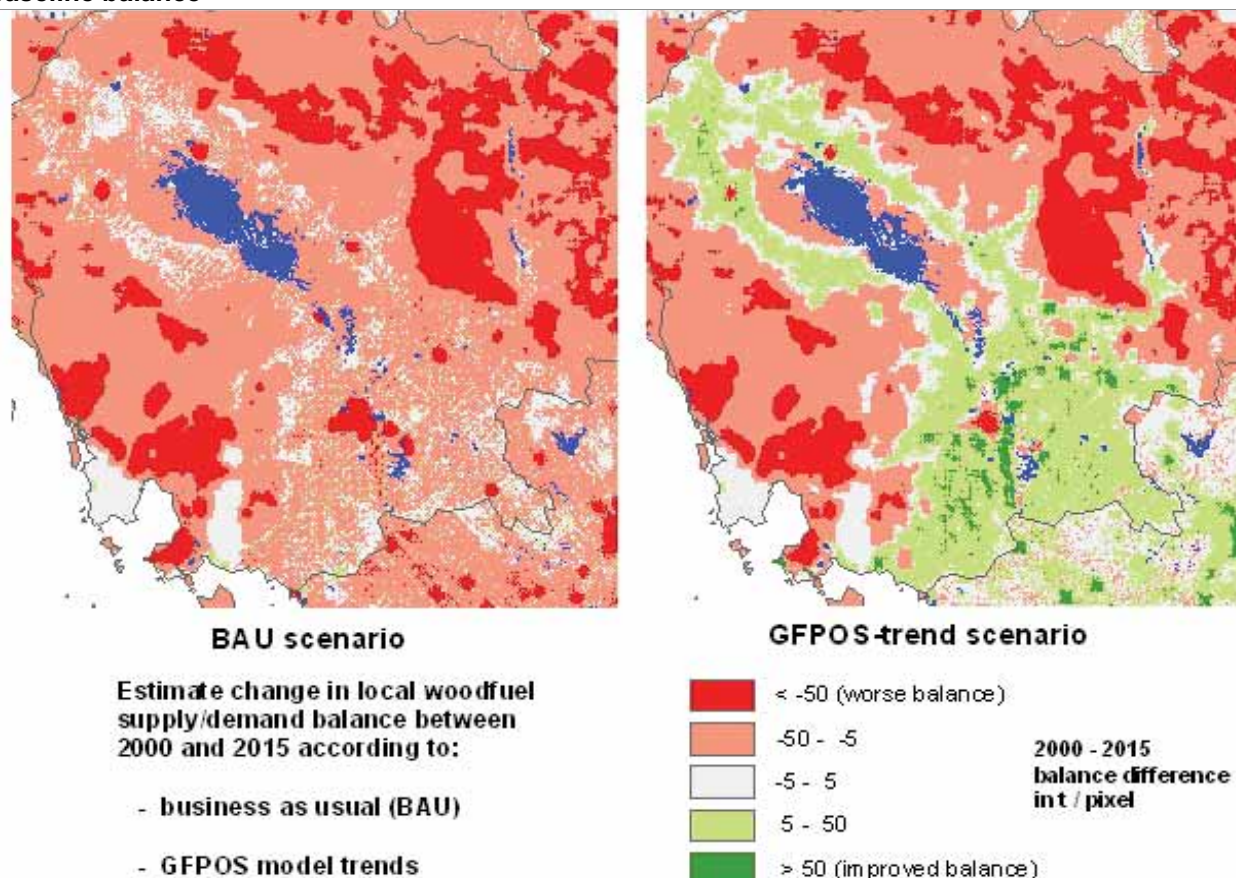 baseline balance
BAU scenario
Estimate change in local woodfuel
supply/demand balance between
2000 and 2015 according to:
- business as usual (BAU)
- GFPOS model trends
GFPOS-trend scenario
< -50 (worse balance)
-50 - -5
-5 - 5
5 - 50
> 50 (improved balance)
2000 - 2015
balance difference
in t / pixel